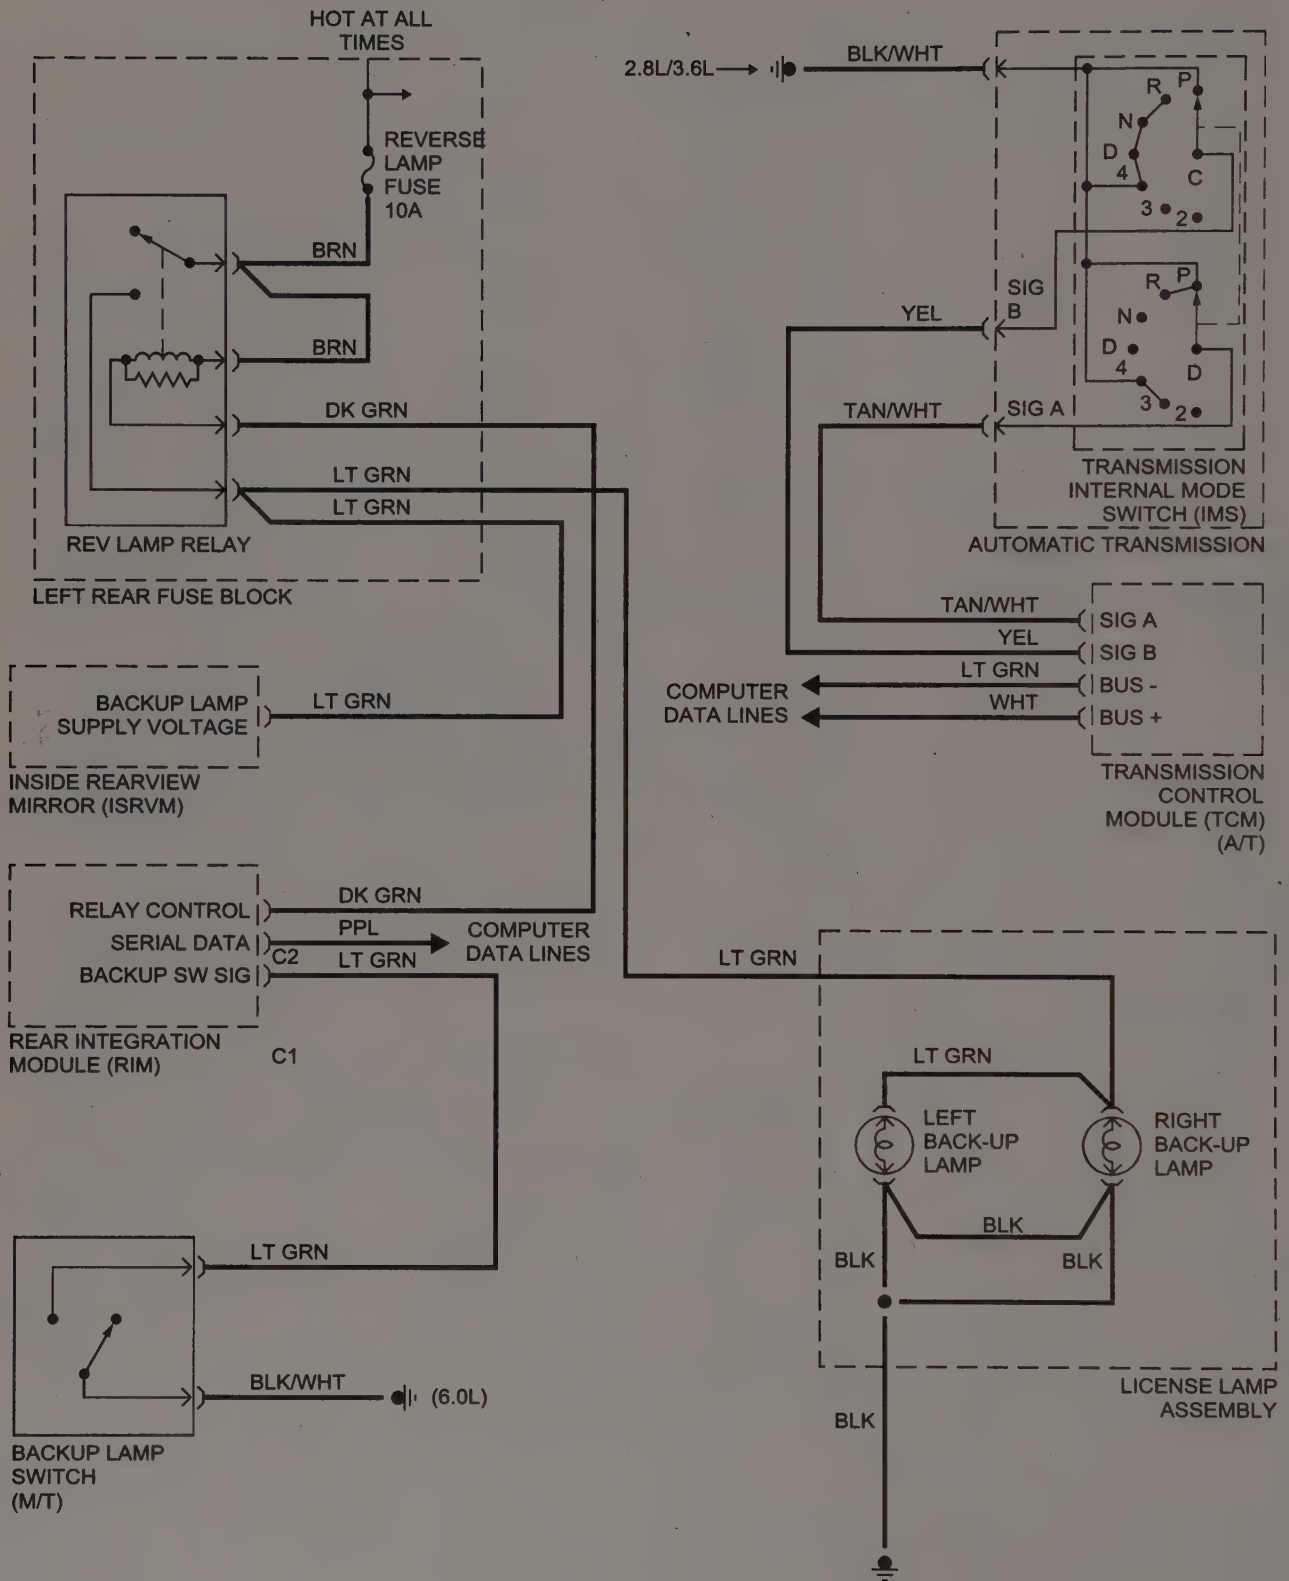 HOT AT ALL
TIMES
REVERSE
LAMP
FUSE
10A
BRN
BRN
DK GRN
LT GRN
LT GRN
REV LAMP RELAY
LEFT REAR FUSE BLOCK
BACKUP LAMP
SUPPLY VOLTAGE
LT GRN
INSIDE REARVIEW
MIRROR (ISRVM)
RELAY CONTROL
DK GRN
SERIAL DATA
PPL
COMPUTER
DATA LINES
C2
BACKUP SW SIG
LT GRN
REAR INTEGRATION
MODULE (RIM)
C1
LT GRN
BLK/WHT
(6.0L)
BACKUP LAMP
SWITCH
(M/T)
2.8L/3.6L
BLK/WHT
R
P
N
D
4
C
3
2
SIG
B
YEL
R
P
N
D
4
D
3
2
TAN/WHT
SIG A
TRANSMISSION
INTERNAL MODE
SWITCH (IMS)
AUTOMATIC TRANSMISSION
TAN/WHT
SIG A
YEL
SIG B
LT GRN
BUS -
COMPUTER
DATA LINES
WHT
BUS +
TRANSMISSION
CONTROL
MODULE (TCM)
(A/T)
LT GRN
LT GRN
LEFT
BACK-UP
LAMP
RIGHT
BACK-UP
LAMP
BLK
BLK
BLK
LICENSE LAMP
ASSEMBLY
BLK